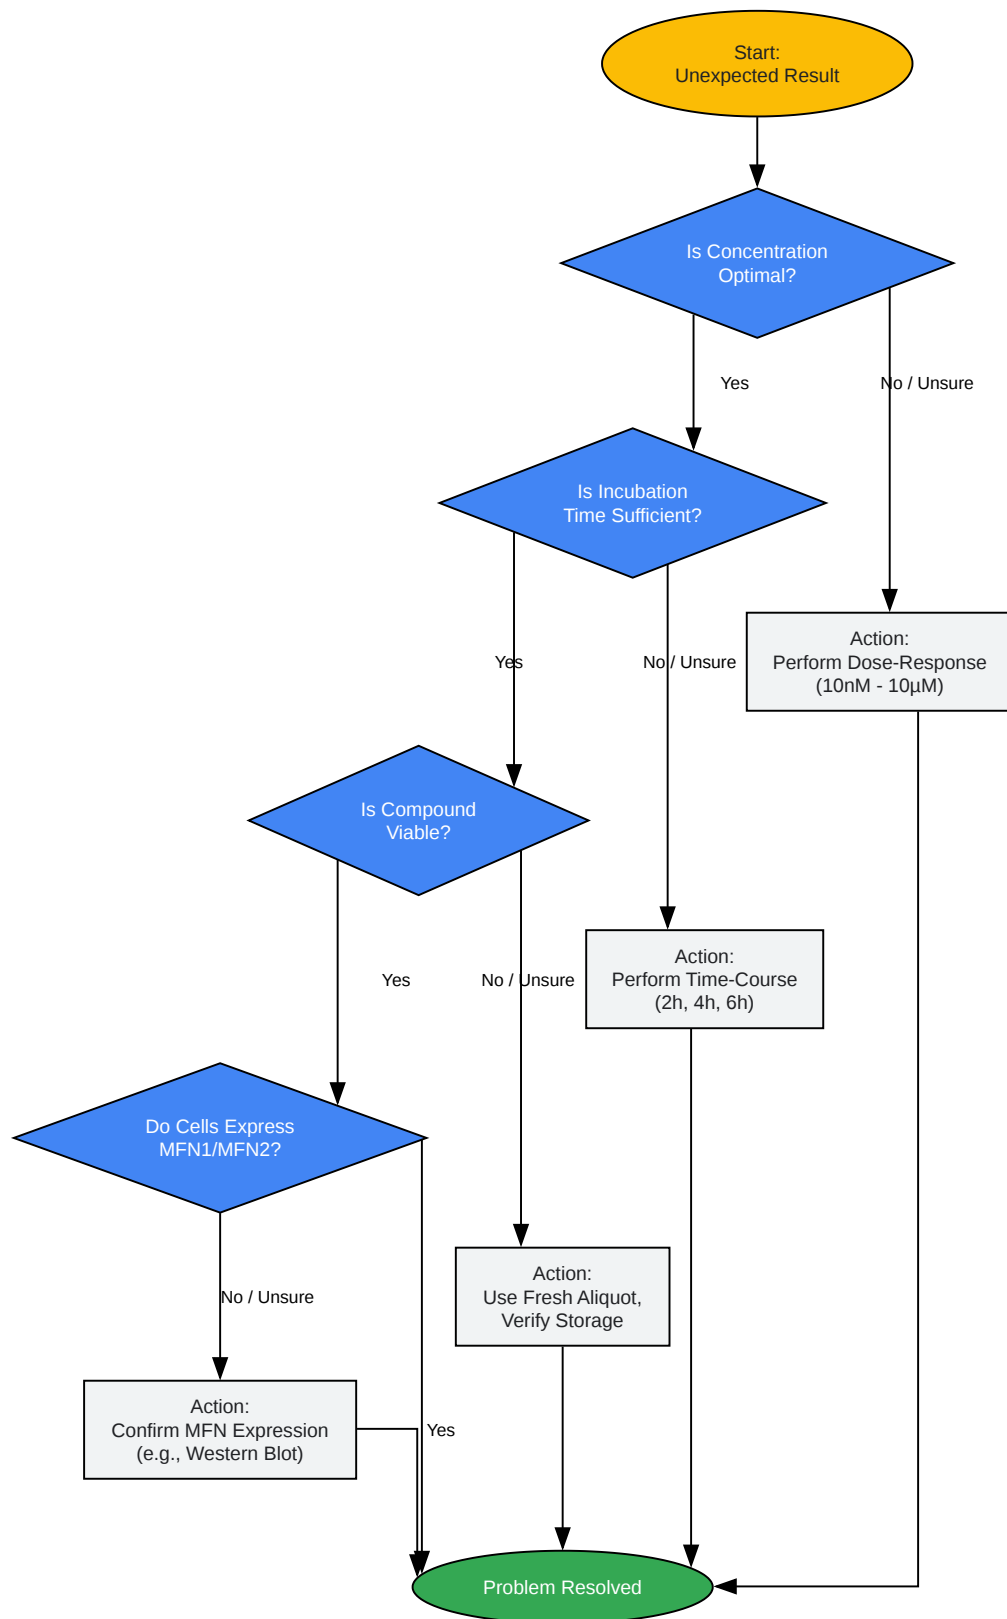 Start:
Unexpected Result
Is Concentration
Optimal?
Yes
No / Unsure
Is Incubation
Time Sufficient?
Action:
Perform Dose-Response
(10nM - 10µM)
Yes
No / Unsure
Is Compound
Viable?
Action:
Perform Time-Course
(2h, 4h, 6h)
Yes
No / Unsure
Do Cells Express
MFN1/MFN2?
Action:
Use Fresh Aliquot,
Verify Storage
No / Unsure
Action:
Confirm MFN Expression
(e.g., Western Blot)
Yes
Problem Resolved